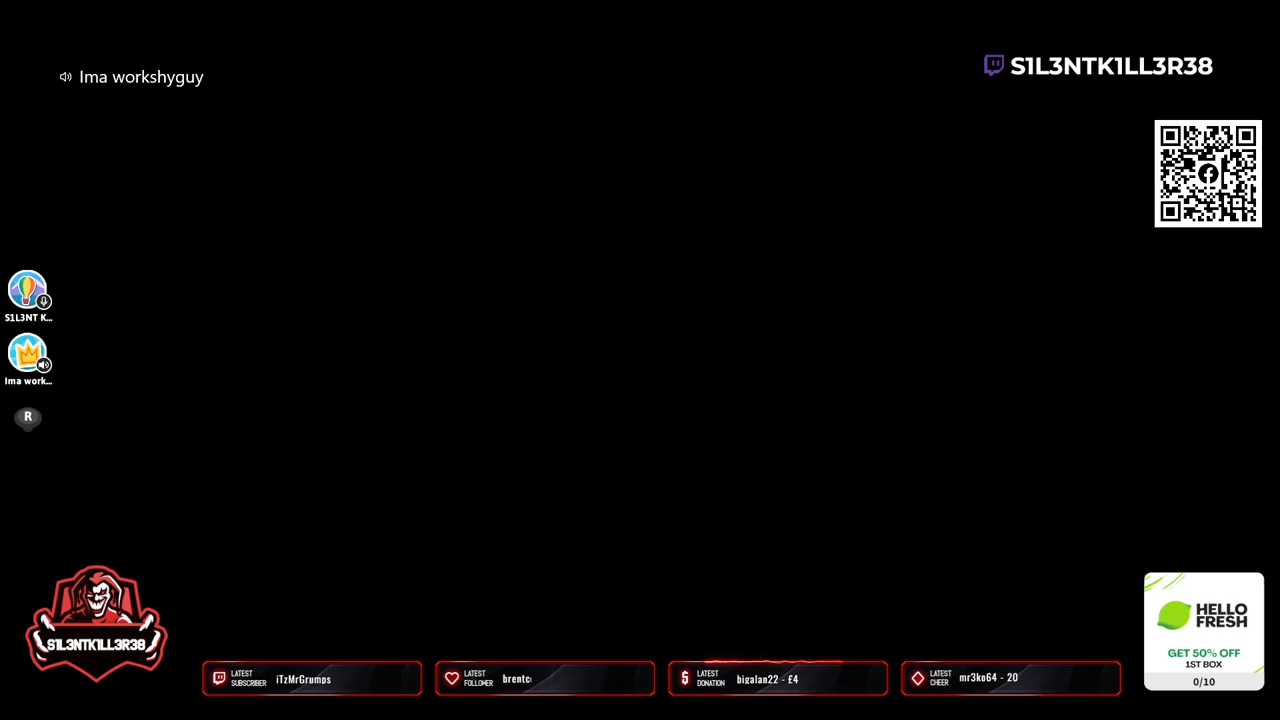 Ima workshyguy
S1L3NTK1LL3R38
S1L3NT K...
Ima work...
R
S1L3NTK1LL3R38
LATEST
SUBSCRIBER
iTzMrGrumps
LATEST
FOLLOWER
brentc
LATEST
DONATION
bigalan22 - £4
LATEST
CHEER
mr3ko64 - 20
HELLO
FRESH
GET 50% OFF
1ST BOX
0/10